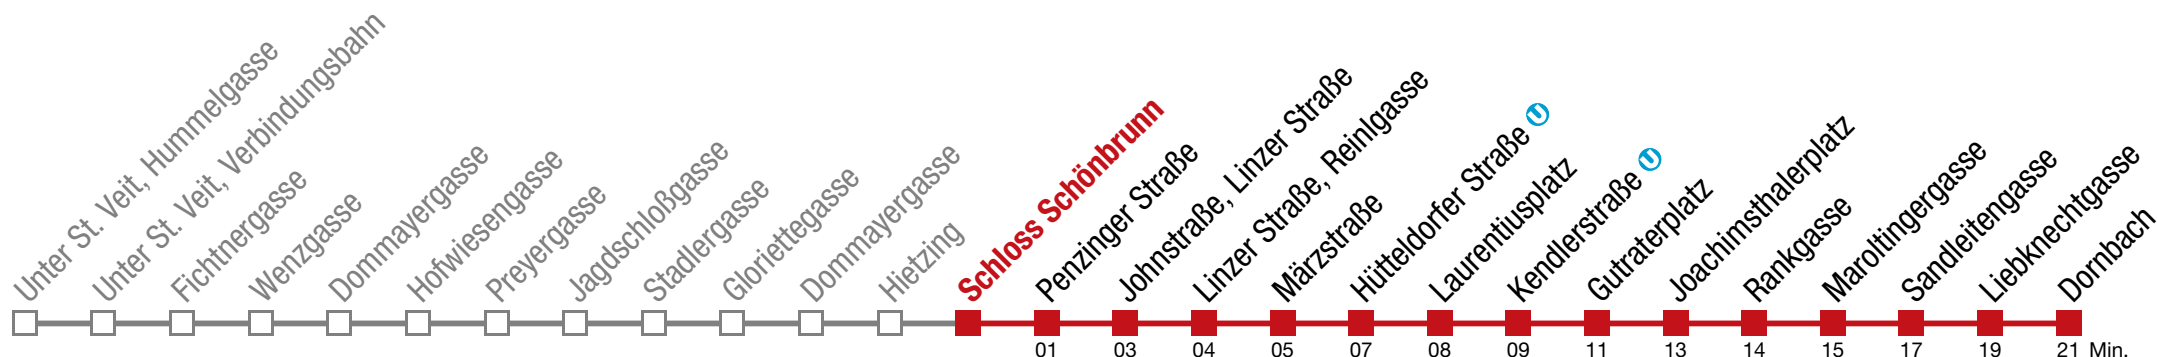 Unter St. Veit, Hummelgasse
Unter St. Veit, Verbindungsbahn
Fichtnergasse
Wenzgasse
Dommayergasse
Hofwiesengasse
Preyergasse
Jagdschloßgasse
Stadlergasse
Gloriettegasse
Dommayergasse
Hietzing
Schloss Schönbrunn
Penzinger Straße
Johnstraße, Linzer Straße
Linzer Straße, Reinlgasse
Märzstraße
Hütteldorfer Straße U
Laurentiusplatz
Kendlerstraße U
Gutraterplatz
Joachimsthalerplatz
Rankgasse
Maroltingergasse
Sandleitengasse
Liebknechtgasse
Dornbach
01 03 04 05 07 08 09 11 13 14 15 17 19 21 Min.